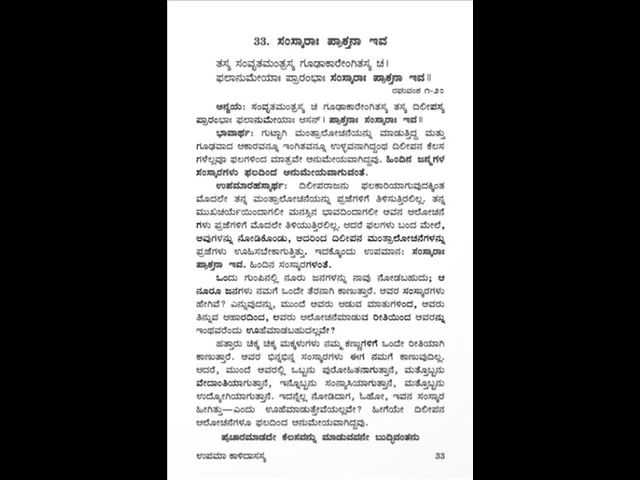 33. ಸಂಸ್ಕಾರಾಃ ಪ್ರಾಕ್ತನಾ ಇವ
ತಸ್ಯ ಸಂವೃತಮಂತ್ರಸ್ಯ ಗೂಢಾಕಾರೇಂಗಿತಸ್ಯ ಚ।
ಫಲಾನುಮೇಯಾಃ ಪ್ರಾರಂಭಾಃ ಸಂಸ್ಕಾರಾಃ ಪ್ರಾಕ್ತನಾ ಇವ॥
ರಘುವಂಶ ೧-೨೦
ಅನ್ವಯ: ಸಂವೃತಮಂತ್ರಸ್ಯ ಚ ಗೂಢಾಕಾರೇಂಗಿತಸ್ಯ ತಸ್ಯ ದಿಲೀಪಸ್ಯ
ಪ್ರಾರಂಭಾಃ ಫಲಾನುಮೇಯಾಃ ಆಸನ್। ಪ್ರಾಕ್ತನಾಃ ಸಂಸ್ಕಾರಾಃ ಇವ॥
ಭಾವಾರ್ಥ: ಗುಟ್ಟಾಗಿ ಮಂತ್ರಾಲೋಚನೆಯನ್ನು ಮಾಡುತ್ತಿದ್ದ ಮತ್ತು
ಗೂಢವಾದ ಆಕಾರವನ್ನೂ ಇಂಗಿತವನ್ನೂ ಉಳ್ಳವನಾಗಿದ್ದಂಥ ದಿಲೀಪನ ಕೆಲಸ
ಗಳೆಲ್ಲವೂ ಫಲಗಳಿಂದ ಮಾತ್ರವೇ ಅನುಮೇಯವಾಗಿದ್ದವು. ಹಿಂದಿನ ಜನ್ಮಗಳ
ಸಂಸ್ಕಾರಗಳು ಫಲದಿಂದ ಅನುಮೇಯವಾಗುವಂತೆ.
ಉಪಮಾರಹಸ್ಯಾರ್ಥ: ದಿಲೀಪರಾಜನು ಫಲಕಾರಿಯಾಗುವುದಕ್ಕಿಂತ
ಮೊದಲೇ ತನ್ನ ಮಂತ್ರಾಲೋಚನೆಯನ್ನು ಪ್ರಜೆಗಳಿಗೆ ತಿಳಿಸುತ್ತಿರಲಿಲ್ಲ. ತನ್ನ
ಮುಖಚರ್ಯೆಯಿಂದಾಗಲೀ ಮನಸ್ಸಿನ ಭಾವದಿಂದಾಗಲೀ ಅವನ ಆಲೋಚನೆ
ಗಳು ಪ್ರಜೆಗಳಿಗೆ ಮೊದಲೇ ತಿಳಿಯುತ್ತಿರಲಿಲ್ಲ. ಆದರೆ ಫಲಗಳು ಬಂದ ಮೇಲೆ,
ಅವುಗಳನ್ನು ನೋಡಿಕೊಂಡು, ಅದರಿಂದ ದಿಲೀಪನ ಮಂತ್ರಾಲೋಚನೆಗಳನ್ನು
ಪ್ರಜೆಗಳು ಊಹಿಸಬೇಕಾಗುತ್ತಿತ್ತು. ಇದಕ್ಕೊಂದು ಉಪಮಾನ: ಸಂಸ್ಕಾರಾಃ
ಪ್ರಾಕ್ತನಾ ಇವ. ಹಿಂದಿನ ಸಂಸ್ಕಾರಗಳಂತೆ.
ಒಂದು ಗುಂಪಿನಲ್ಲಿ ನೂರು ಜನಗಳನ್ನು ನಾವು ನೋಡಬಹುದು; ಆ
ನೂರೂ ಜನಗಳು ನಮಗೆ ಒಂದೇ ತೆರನಾಗಿ ಕಾಣುತ್ತಾರೆ. ಅವರ ಸಂಸ್ಕಾರಗಳು
ಹೇಗಿವೆ? ಎನ್ನುವುದನ್ನು, ಮುಂದೆ ಅವರು ಆಡುವ ಮಾತುಗಳಿಂದ, ಅವರು
ತಿನ್ನುವ ಆಹಾರದಿಂದ, ಅವರು ಆಲೋಚನೆಮಾಡುವ ರೀತಿಯಿಂದ ಅವರನ್ನು
ಇಂಥವರೆಂದು ಊಹೆಮಾಡಬಹುದಲ್ಲವೇ?
ಹತ್ತಾರು ಚಿಕ್ಕ ಚಿಕ್ಕ ಮಕ್ಕಳುಗಳು ನಮ್ಮ ಕಣ್ಣುಗಳಿಗೆ ಒಂದೇ ರೀತಿಯಾಗಿ
ಕಾಣುತ್ತಾರೆ. ಅವರ ಭಿನ್ನಭಿನ್ನ ಸಂಸ್ಕಾರಗಳು ಈಗ ನಮಗೆ ಕಾಣುವುದಿಲ್ಲ.
ಆದರೆ, ಮುಂದೆ ಅವರಲ್ಲಿ ಒಬ್ಬನು ಪುರೋಹಿತನಾಗುತ್ತಾನೆ, ಮತ್ತೊಬ್ಬನು
ವೇದಾಂತಿಯಾಗುತ್ತಾನೆ, ಇನ್ನೊಬ್ಬನು ಸಂನ್ಯಾಸಿಯಾಗುತ್ತಾನೆ, ಮತ್ತೊಬ್ಬನು
ಉದ್ಯೋಗಿಯಾಗುತ್ತಾನೆ. ಇದನ್ನೆಲ್ಲ ನೋಡಿದಾಗ, ಓಹೋ, ಇವನ ಸಂಸ್ಕಾರ
ಹೀಗಿತ್ತು—ಎಂದು ಊಹೆಮಾಡುತ್ತೇವೆಯಲ್ಲವೇ? ಹೀಗೆಯೇ ದಿಲೀಪನ
ಆಲೋಚನೆಗಳೂ ಫಲದಿಂದ ಅನುಮೇಯವಾಗಿದ್ದವು.
ಪ್ರಚಾರಮಾಡದೇ ಕೆಲಸವನ್ನು ಮಾಡುವವನೇ ಬುದ್ಧಿವಂತನು
ಉಪಮಾ ಕಾಳಿದಾಸಸ್ಯ 33